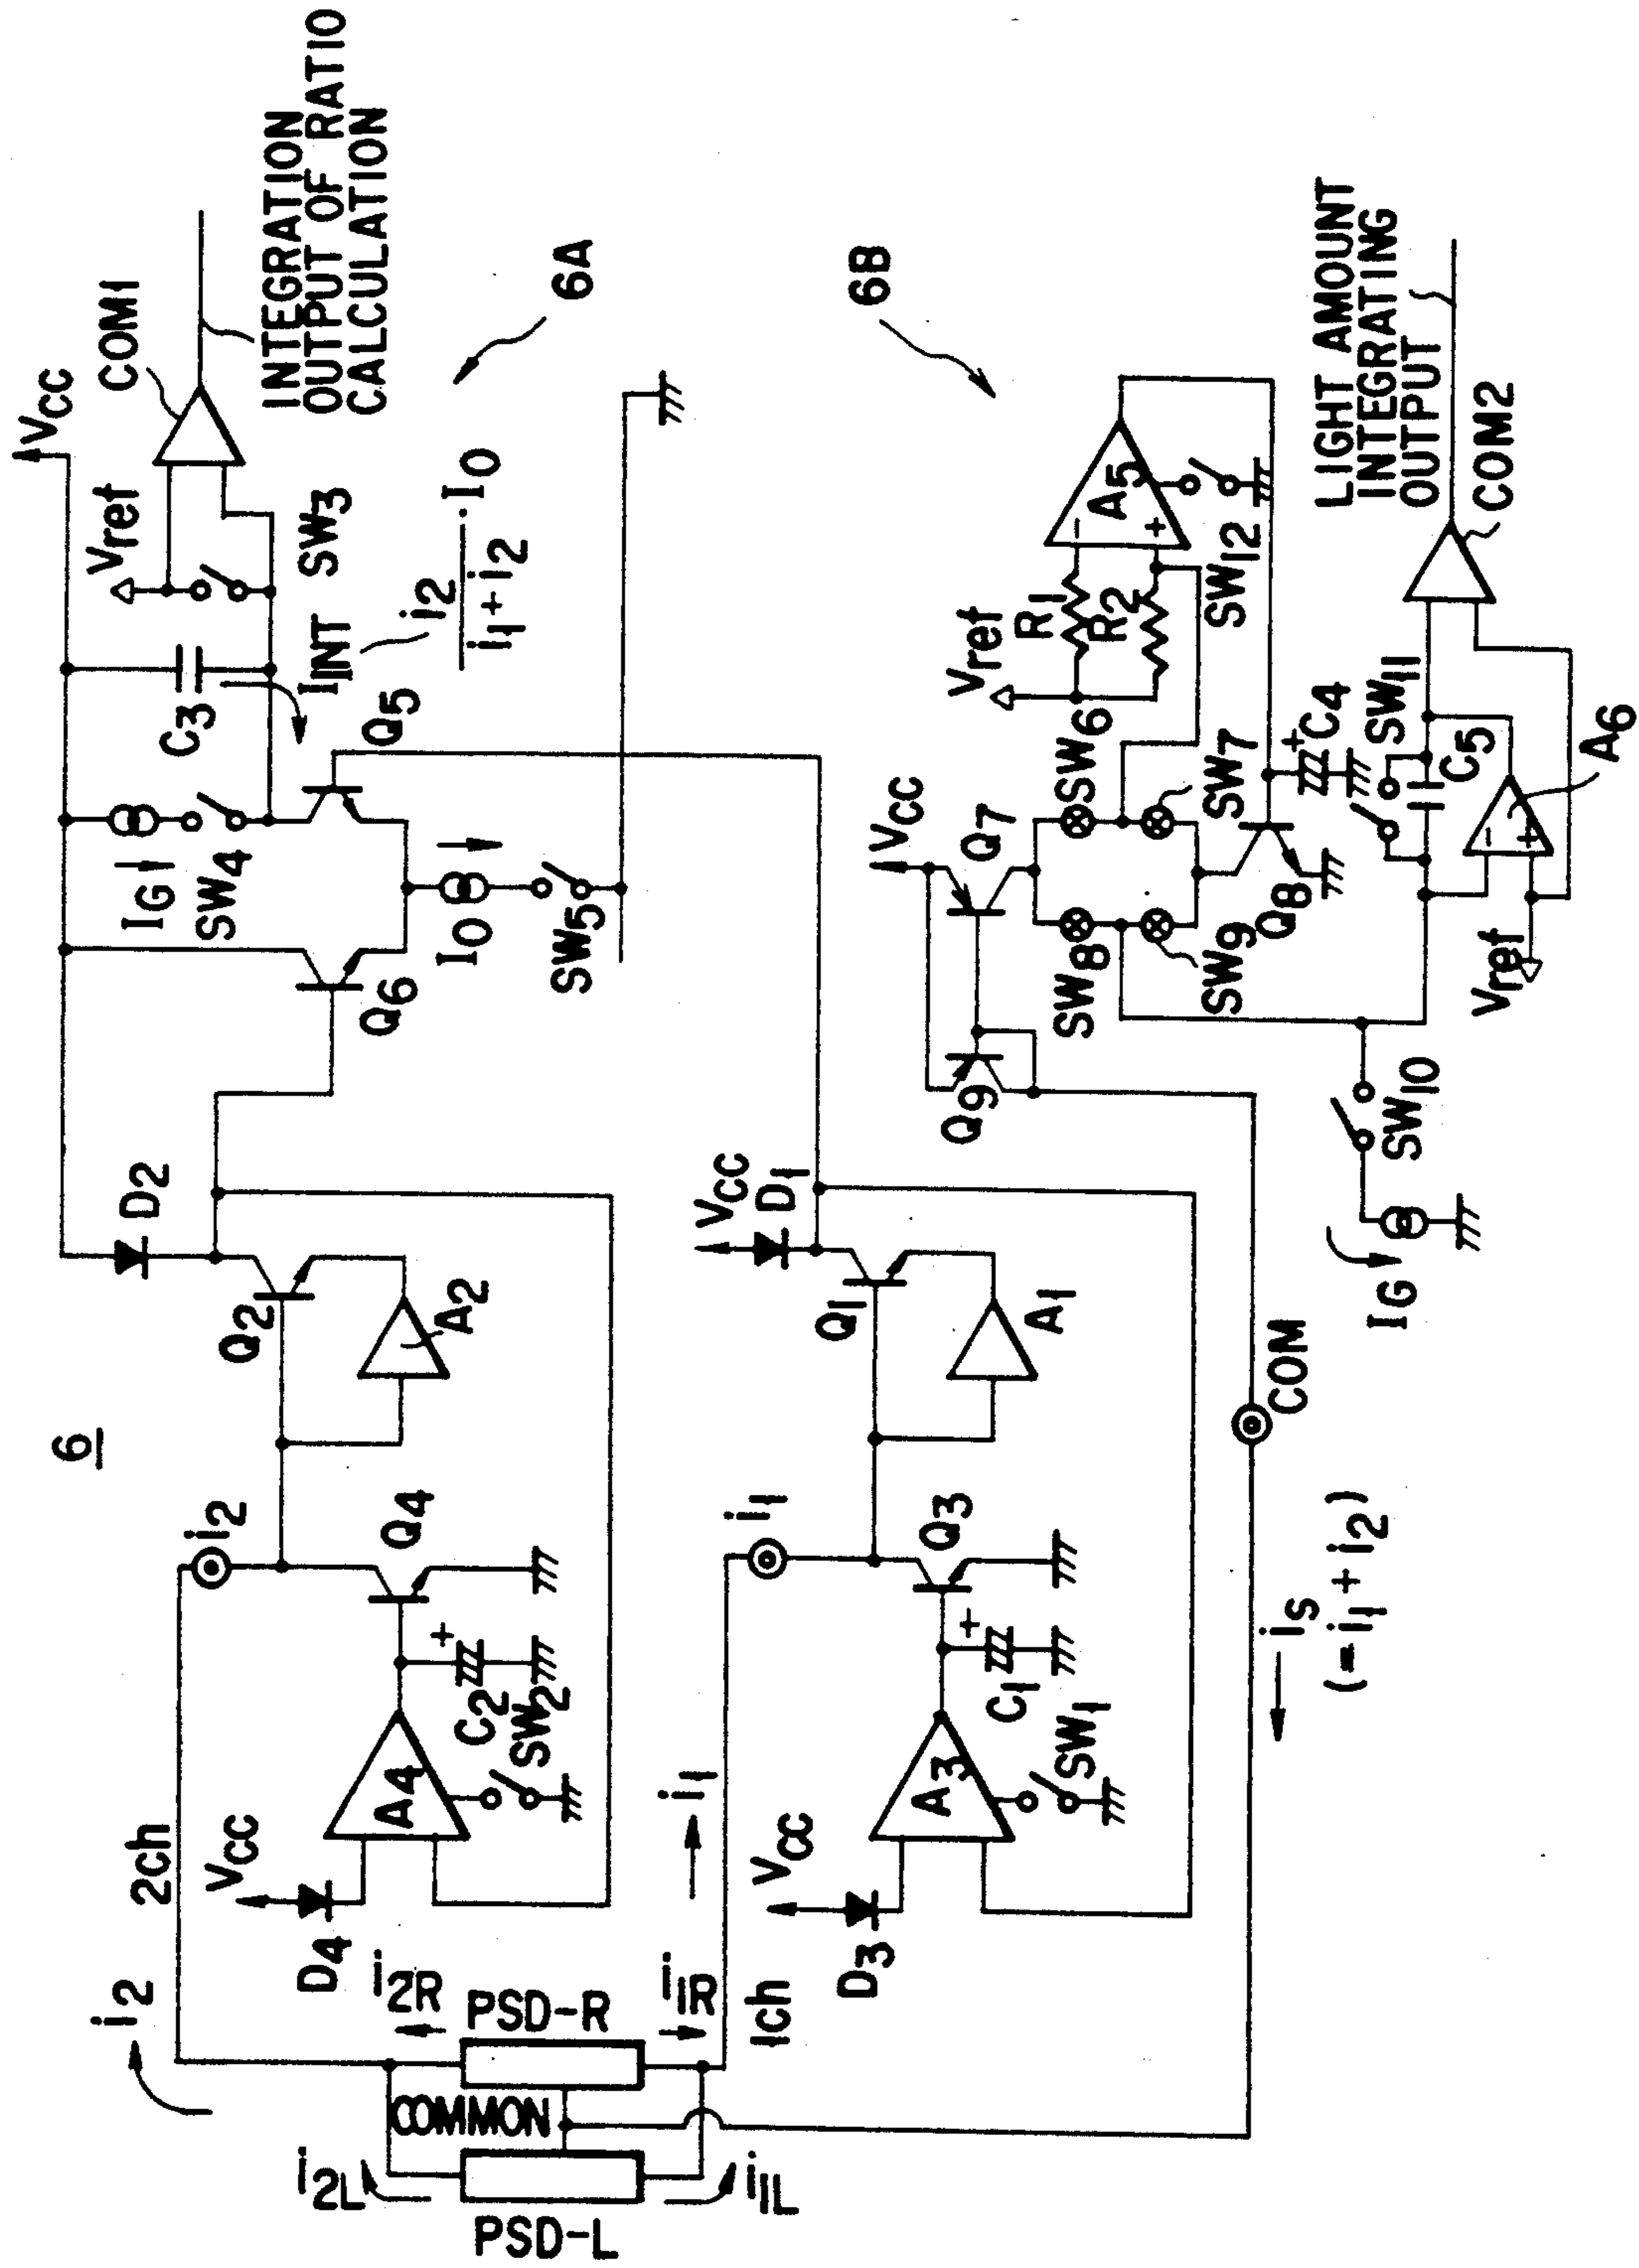 6
i2
2ch
i2
VCC
D4
A4
C2
SW2
+
Q4
Q2
A2
D2
Q6
IG
SW4
I0
SW5
C3
IINT
Q5
Vref
SW3
VCC
COM1
i2
i1 + i2
· I0
INTEGRATION
OUTPUT OF RATIO
CALCULATION
6A
i2L
i2R
COMMON
PSD-R
PSD-L
i1L
i1R
1ch
i1
i1
VCC
D3
A3
C1
SW1
+
Q3
Q1
A1
VCC
D1
iS
(= i1 + i2)
COM
6B
VCC
Q9
Q7
SW6
SW8
SW7
SW9
Q8
+
C4
Vref
R1
R2
−
+
A5
SW12
IG
SW10
SW11
C5
−
+
A6
Vref
COM2
LIGHT AMOUNT
INTEGRATING
OUTPUT